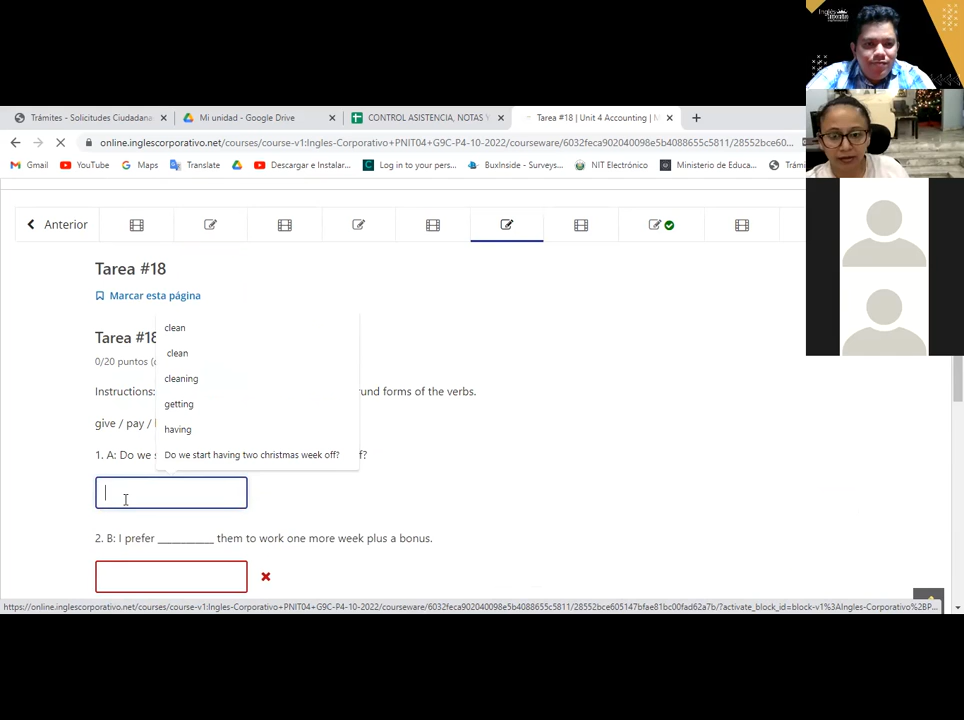 Inglés
Corporativo
Trámites - Solicitudes Ciudadana
Mi unidad - Google Drive
CONTROL ASISTENCIA, NOTAS
Tarea #18 | Unit 4 Accounting |
online.inglescorporativo.net/courses/course-v1:Ingles-Corporativo+PNIT04+G9C-P4-10-2022/courseware/6032feca902040098e5b4088655c5811/28552bce60...
Gmail
YouTube
Maps
Translate
Descargar e Instalar...
Log in to your pers...
BuxInside - Surveys...
NIT Electrónico
Ministerio de Educa...
Trámi
Anterior
Tarea #18
Marcar esta página
Tarea #18
0/20 puntos
Instructions: und forms of the verbs.
give / pay /
1. A: Do we f?
clean
clean
cleaning
getting
having
Do we start having two christmas week off?
2. B: I prefer ___________ them to work one more week plus a bonus.
https://online.inglescorporativo.net/courses/course-v1:Ingles-Corporativo+PNIT04+G9C-P4-10-2022/courseware/6032feca902040098e5b4088655c5811/28552bce605147bfae81bc00fad62a7b/?activate_block_id=block-v1%3AIngles-Corporativo%2BP...